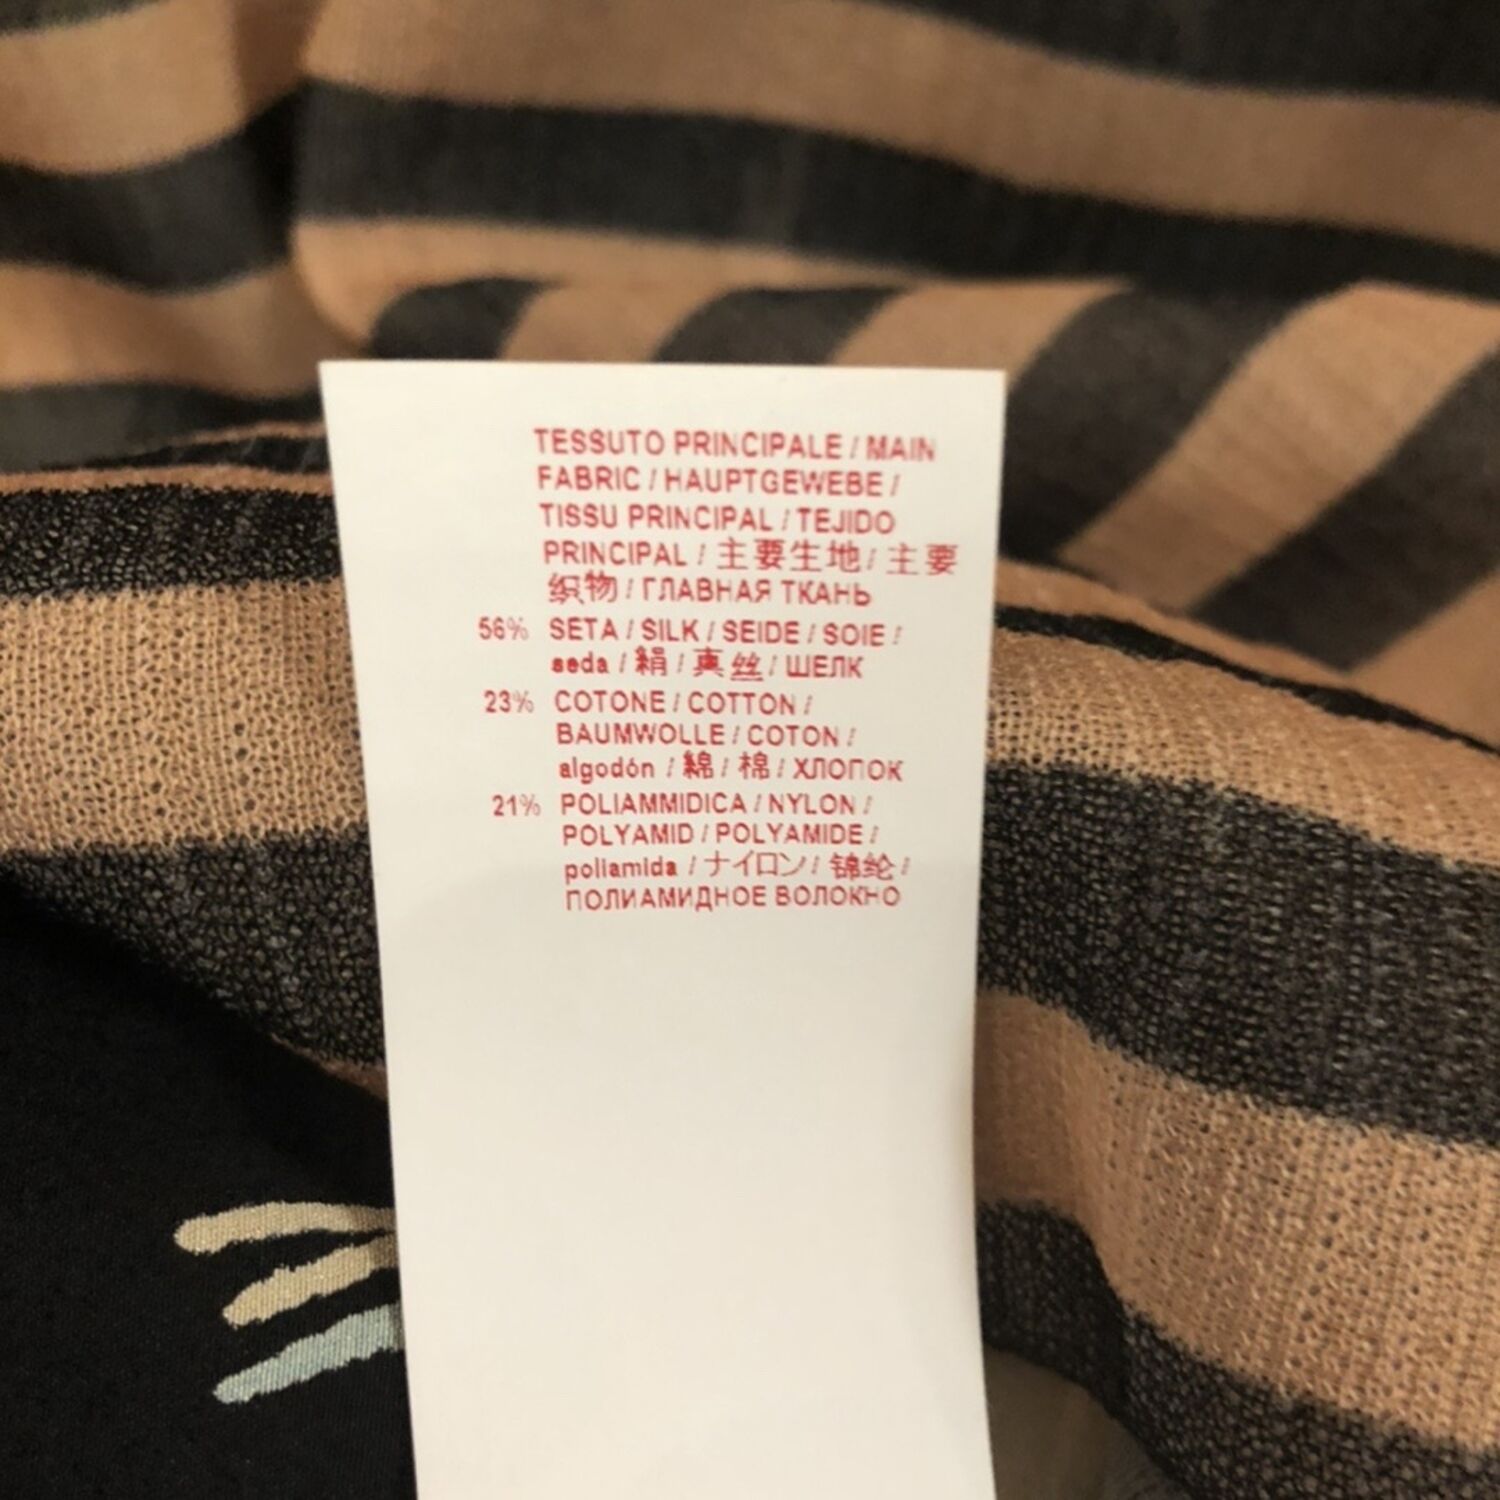 TESSUTO PRINCIPALE / MAIN
FABRIC / HAUPTGEWEBE /
TISSU PRINCIPAL / TEJIDO
PRINCIPAL / 主要生地 / 主要
织物 / ГЛАВНАЯ ТКАНЬ
56% SETA / SILK / SEIDE / SOIE /
seda / 絹 / 真丝 / ШЕЛК
23% COTONE / COTTON /
BAUMWOLLE / COTON /
algodón / 綿 / 棉 / ХЛОПОК
21% POLIAMMIDICA / NYLON /
POLYAMID / POLYAMIDE /
poliamida / ナイロン / 锦纶 /
ПОЛИАМИДНОЕ ВОЛОКНО